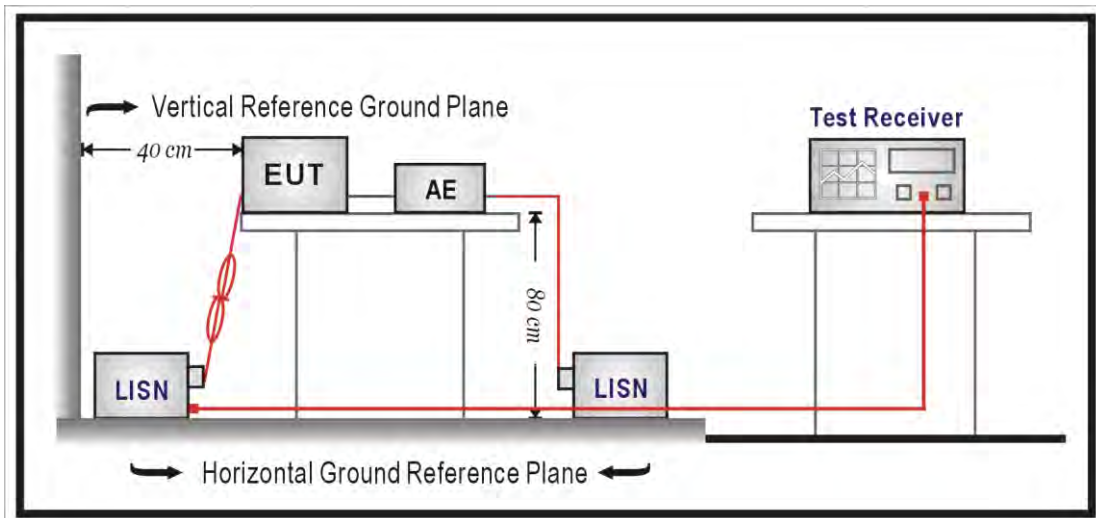 Vertical Reference Ground Plane
Test Receiver
40 cm
EUT
AE
80 cm
LISN
LISN
Horizontal Ground Reference Plane